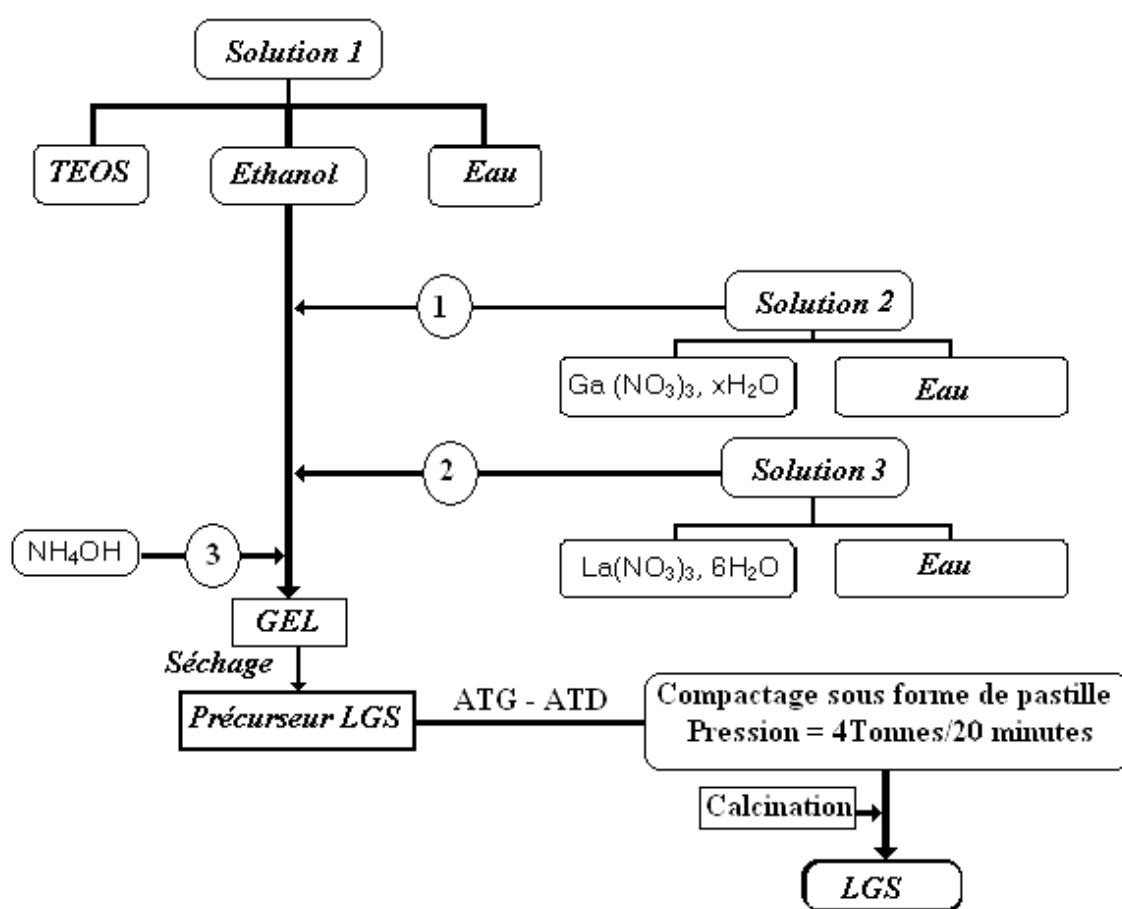 Solution 1
TEOS
Ethanol
Eau
1
Solution 2
Ga (NO₃)₃, xH₂O
Eau
2
Solution 3
La(NO₃)₃, 6H₂O
Eau
NH₄OH
3
GEL
Séchage
Précurseur LGS
ATG - ATD
Compactage sous forme de pastille
Pression = 4Tonnes/20 minutes
Calcination
LGS